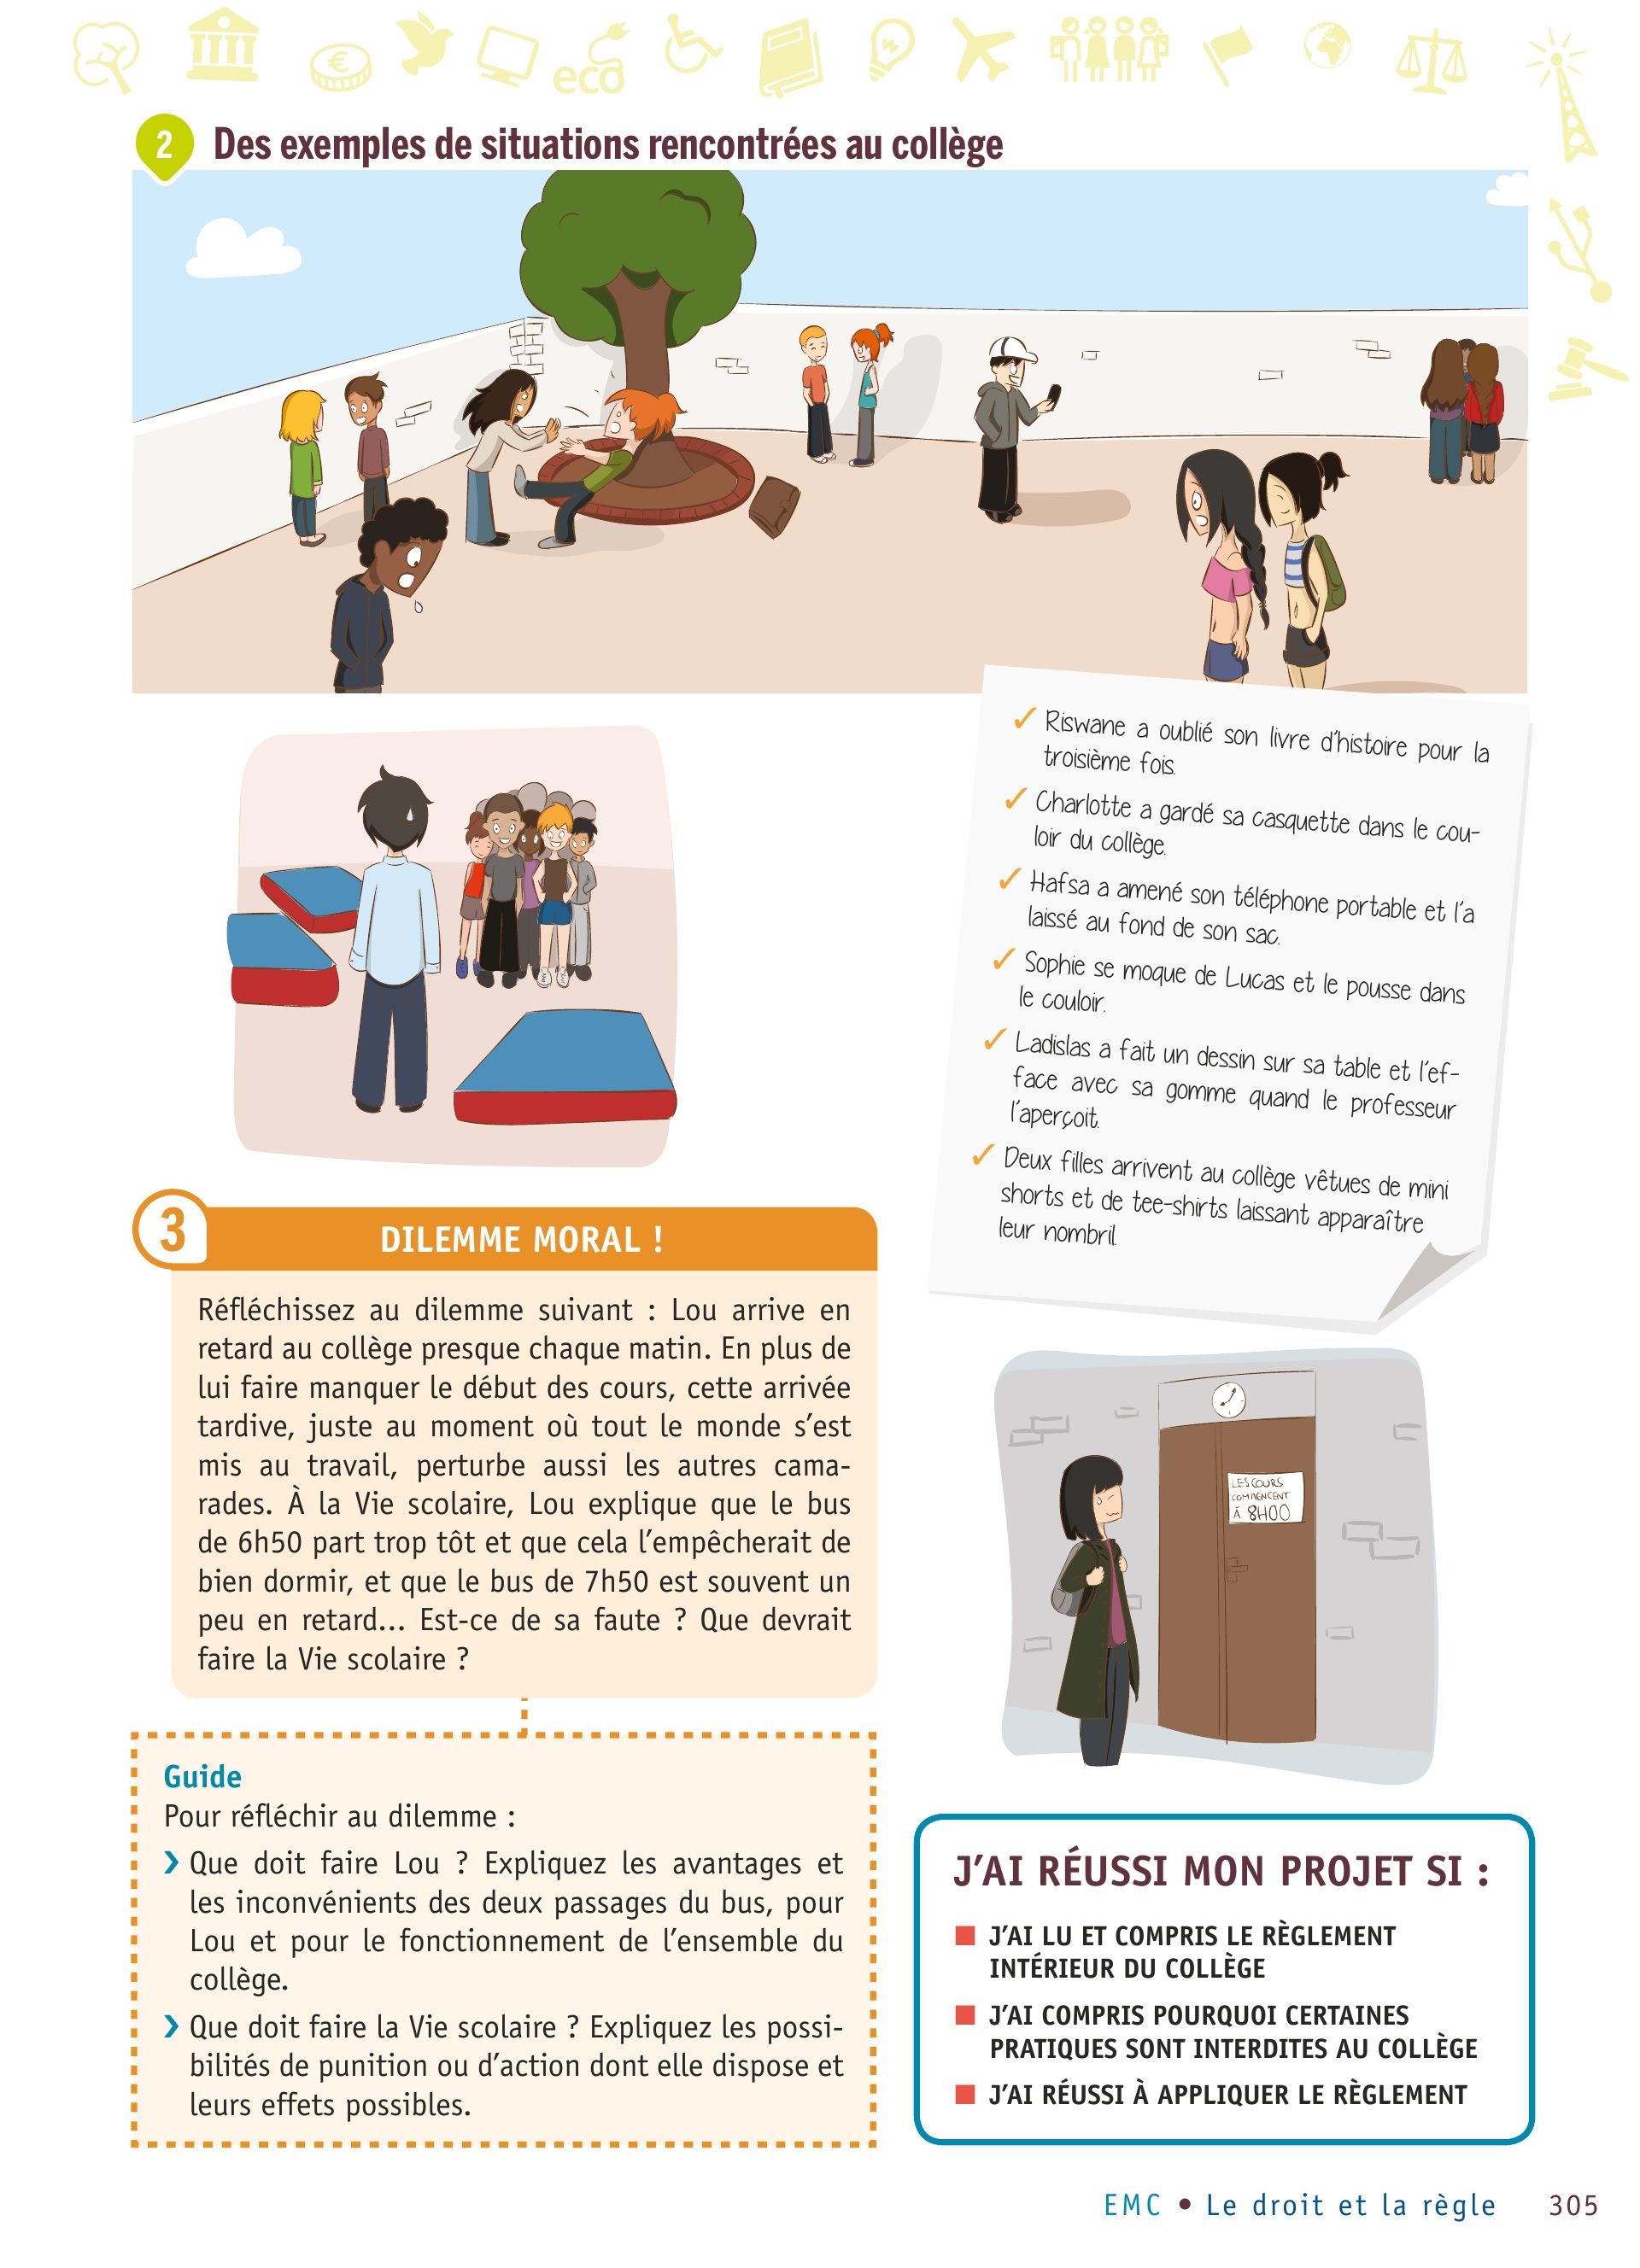 eco
€
2 Des exemples de situations rencontrées au collège
✓ Riswane a oublié son livre d'histoire pour la
troisième fois.
✓ Charlotte a gardé sa casquette dans le cou-
loir du collège.
✓ Hafsa a amené son téléphone portable et l'a
laissé au fond de son sac.
✓ Sophie se moque de Lucas et le pousse dans
le couloir.
✓ Ladislas a fait un dessin sur sa table et l'ef-
face avec sa gomme quand le professeur
l'aperçoit.
✓ Deux filles arrivent au collège vêtues de mini
shorts et de tee-shirts laissant apparaître
leur nombril.
3 DILEMME MORAL !
Réfléchissez au dilemme suivant : Lou arrive en
retard au collège presque chaque matin. En plus de
lui faire manquer le début des cours, cette arrivée
tardive, juste au moment où tout le monde s'est
mis au travail, perturbe aussi les autres cama-
rades. À la Vie scolaire, Lou explique que le bus
de 6h50 part trop tôt et que cela l'empêcherait de
bien dormir, et que le bus de 7h50 est souvent un
peu en retard... Est-ce de sa faute ? Que devrait
faire la Vie scolaire ?
LES COURS
COMMENCENT
À 8H00
Guide
Pour réfléchir au dilemme :
› Que doit faire Lou ? Expliquez les avantages et
les inconvénients des deux passages du bus, pour
Lou et pour le fonctionnement de l'ensemble du
collège.
› Que doit faire la Vie scolaire ? Expliquez les possi-
bilités de punition ou d'action dont elle dispose et
leurs effets possibles.
J'AI RÉUSSI MON PROJET SI :
■ J'AI LU ET COMPRIS LE RÈGLEMENT
INTÉRIEUR DU COLLÈGE
■ J'AI COMPRIS POURQUOI CERTAINES
PRATIQUES SONT INTERDITES AU COLLÈGE
■ J'AI RÉUSSI À APPLIQUER LE RÈGLEMENT
EMC • Le droit et la règle 305